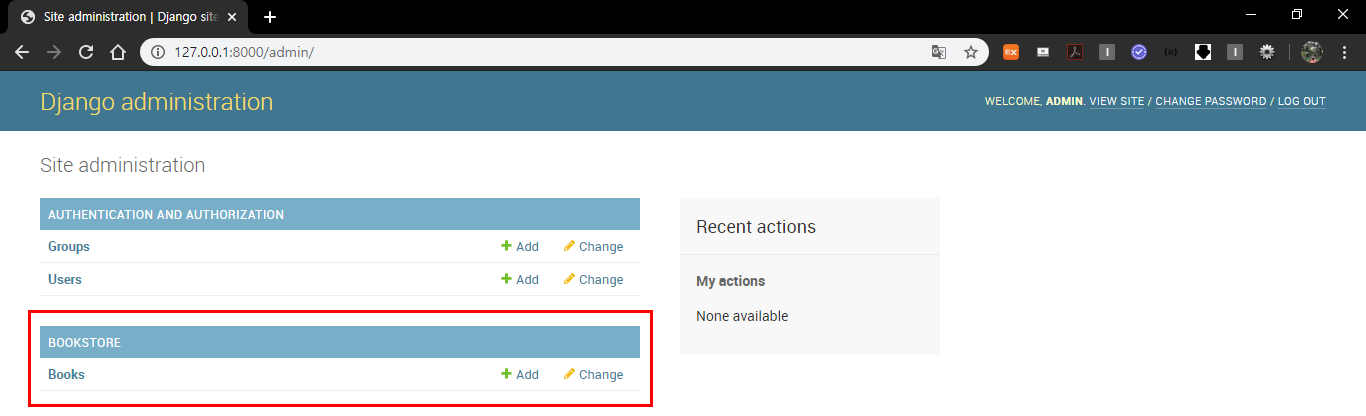 Site administration | Django site
127.0.0.1:8000/admin/
Django administration
WELCOME, ADMIN. VIEW SITE / CHANGE PASSWORD / LOG OUT
Site administration
AUTHENTICATION AND AUTHORIZATION
Groups Add Change
Users Add Change
BOOKSTORE
Books Add Change
Recent actions
My actions
None available